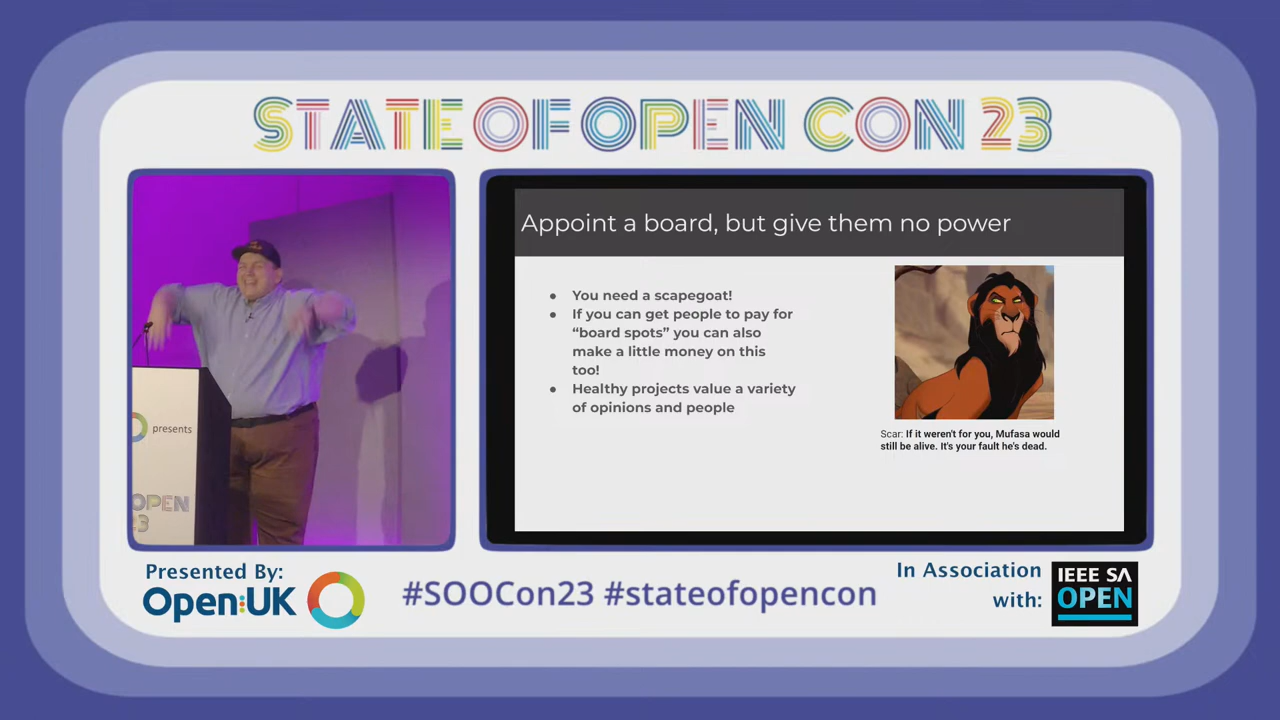 STATE OF OPEN CON 23
presents
OPEN
23
Appoint a board, but give them no power
● You need a scapegoat!
● If you can get people to pay for
“board spots” you can also
make a little money on this
too!
● Healthy projects value a variety
of opinions and people
Scar: If it weren't for you, Mufasa would
still be alive. It's your fault he's dead.
Presented By:
Open:UK
#SOOCon23 #stateofopencon
In Association
with:
IEEE SA
OPEN